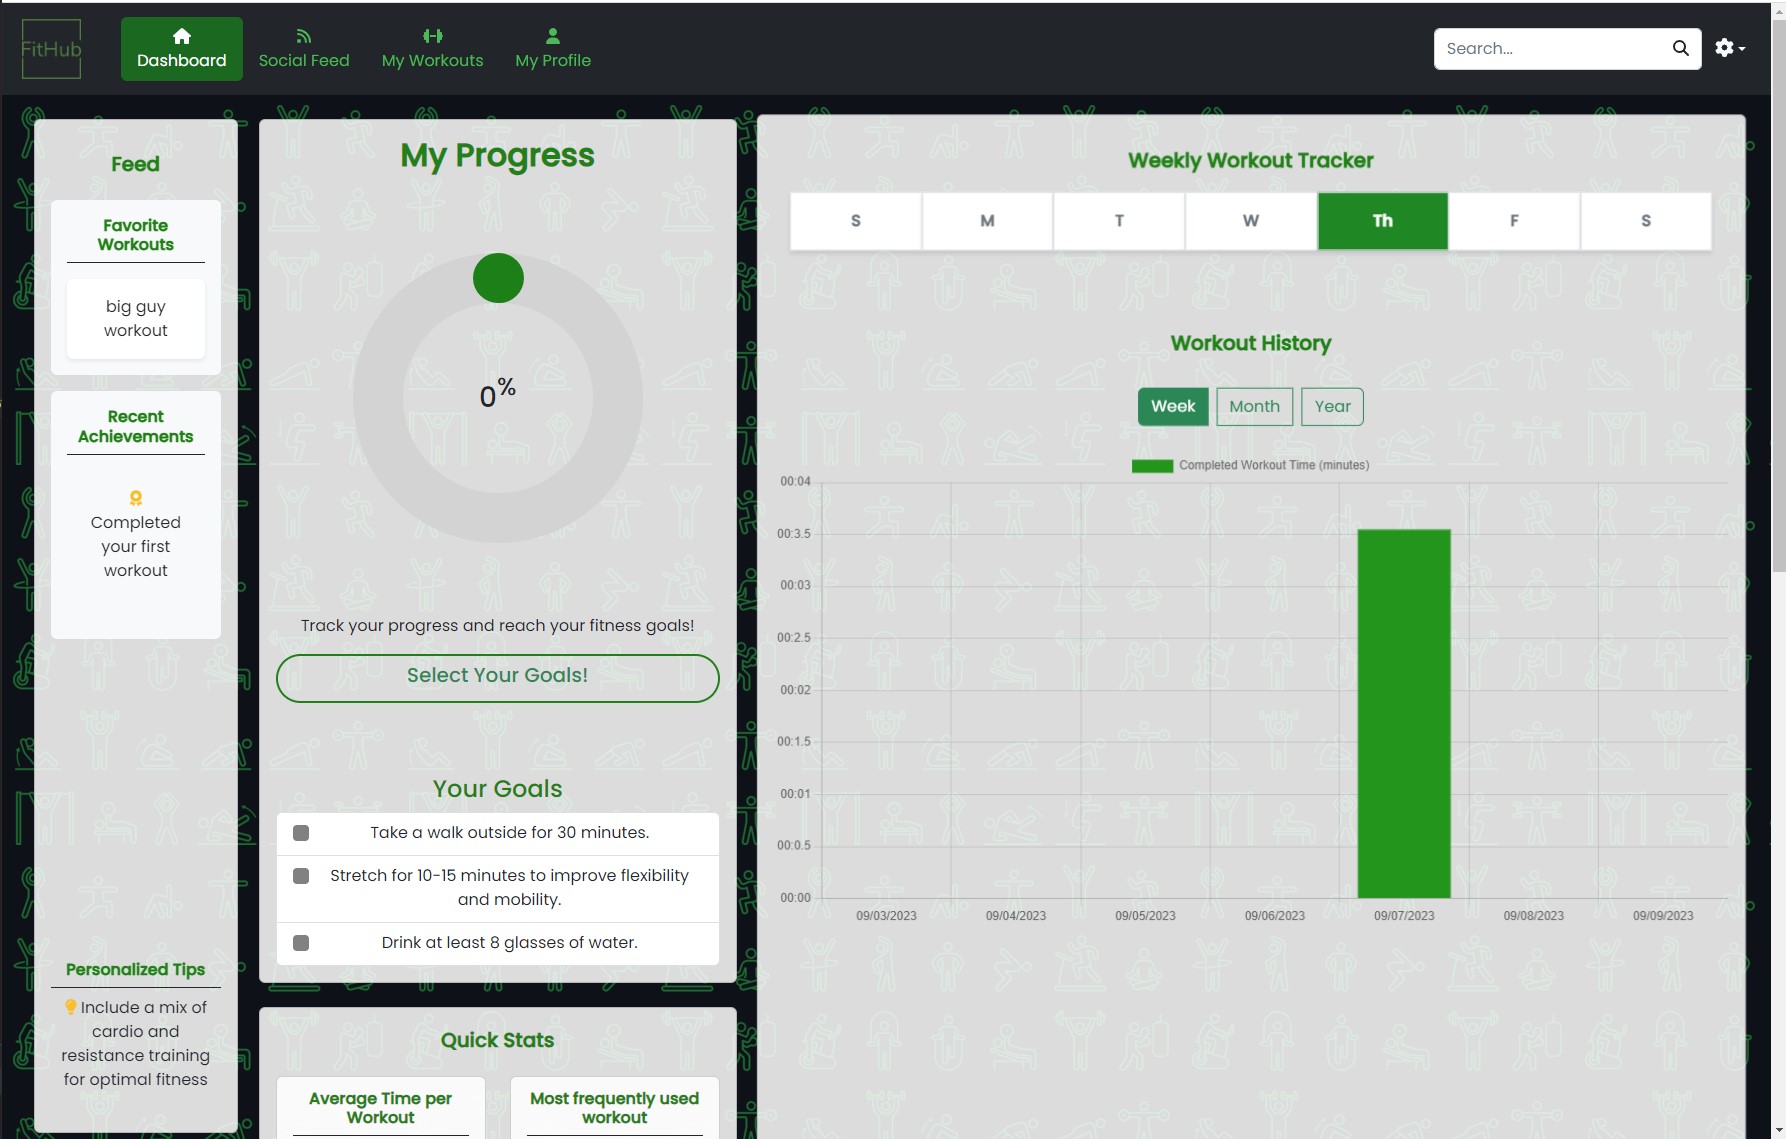 FitHub
Dashboard
Social Feed
My Workouts
My Profile
Search...
Feed
Favorite
Workouts
big guy
workout
Recent
Achievements
Completed
your first
workout
Personalized Tips
Include a mix of
cardio and
resistance training
for optimal fitness
My Progress
0%
Track your progress and reach your fitness goals!
Select Your Goals!
Your Goals
Take a walk outside for 30 minutes.
Stretch for 10-15 minutes to improve flexibility
and mobility.
Drink at least 8 glasses of water.
Quick Stats
Average Time per
Workout
Most frequently used
workout
Weekly Workout Tracker
S M T W Th F S
Workout History
Week Month Year
Completed Workout Time (minutes)
00:04
00:3.5
00:03
00:2.5
00:02
00:1.5
00:01
00:0.5
00:00
09/03/2023 09/04/2023 09/05/2023 09/06/2023 09/07/2023 09/08/2023 09/09/2023